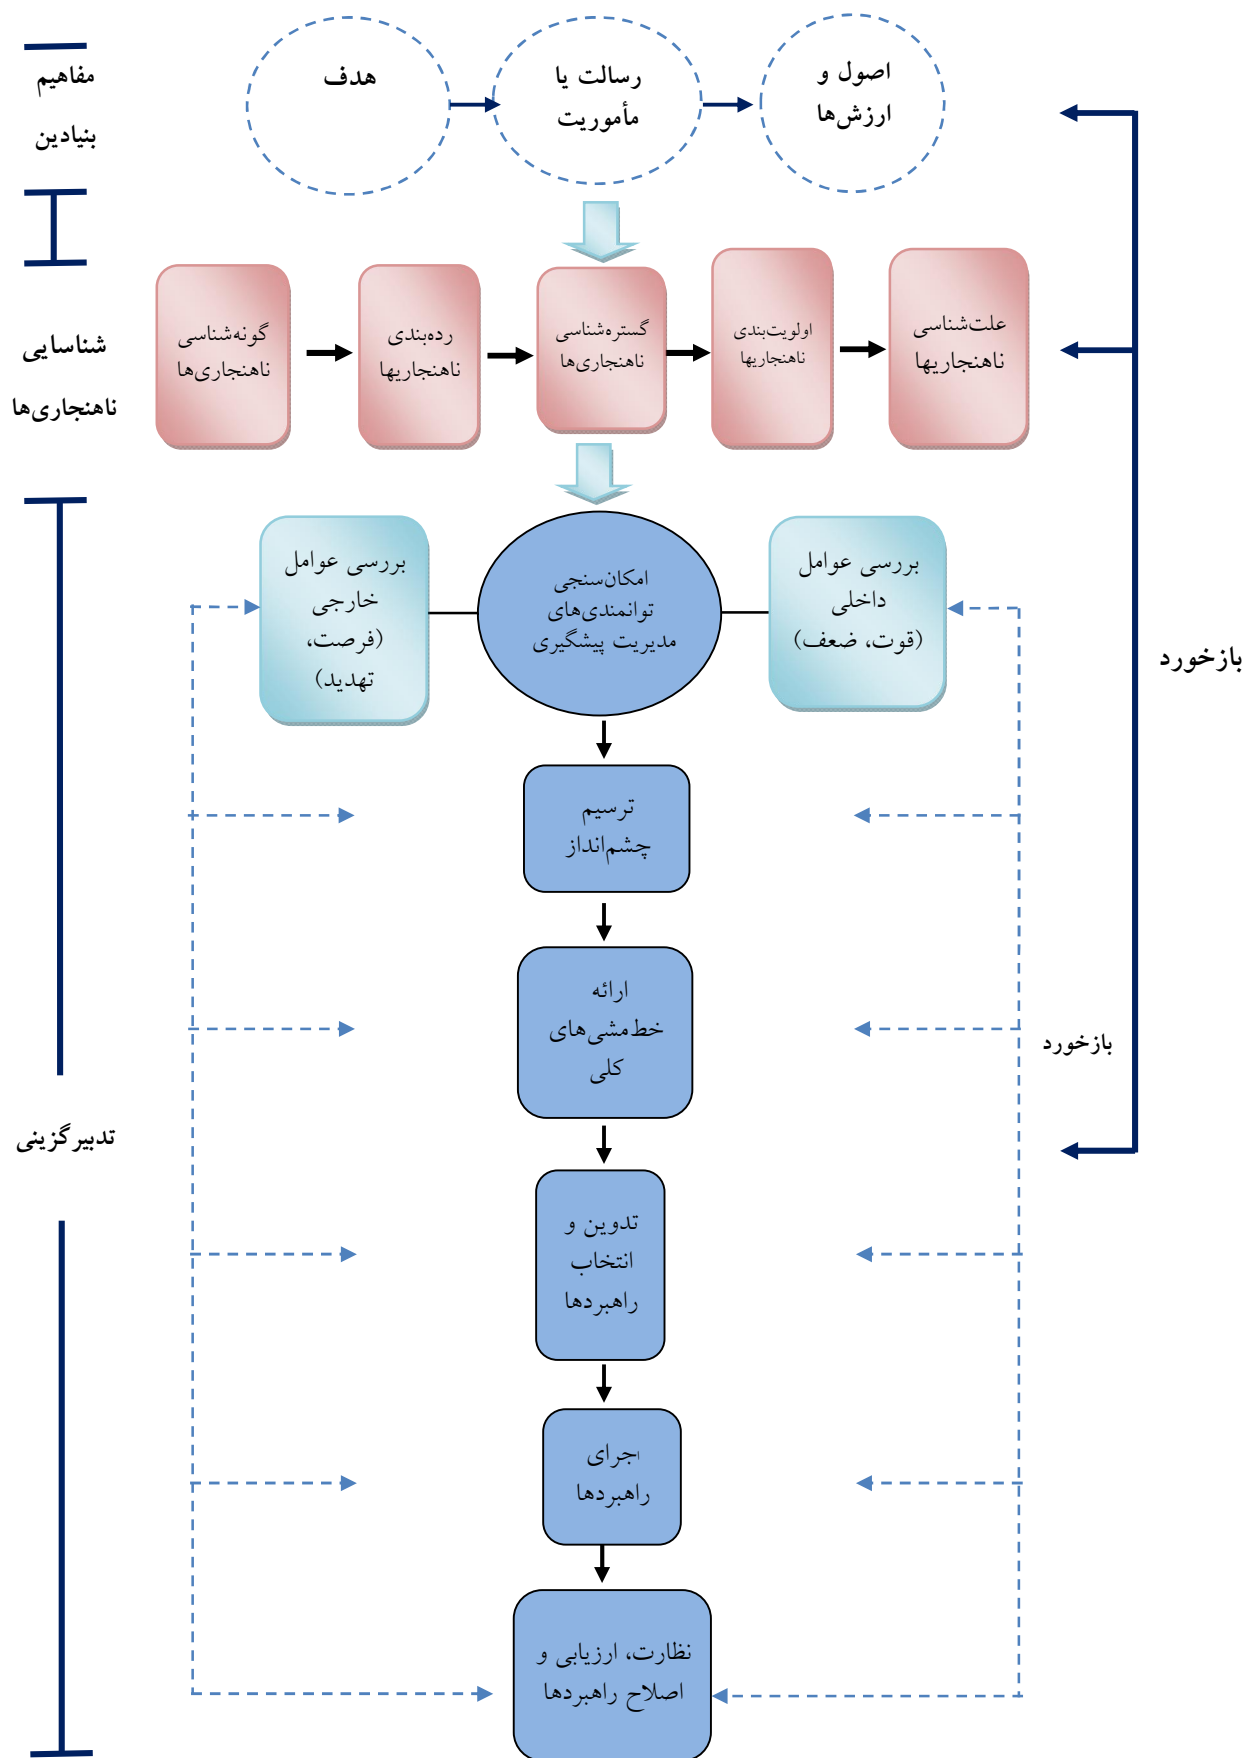 مفاهیم
بنیادین
هدف
رسالت یا
مأموریت
اصول و
ارزش‌ها
شناسایی
ناهنجاری‌ها
گونه‌شناسی
ناهنجاری‌ها
رده‌بندی
ناهنجاریها
گستره‌شناسی
ناهنجاری‌ها
اولویت‌بندی
ناهنجاریها
علت‌شناسی
ناهنجاریها
بررسی عوامل
خارجی
(فرصت،
تهدید)
امکان‌سنجی
توانمندی‌های
مدیریت پیشگیری
بررسی عوامل
داخلی
(قوت، ضعف)
بازخورد
ترسیم
چشم‌انداز
ارائه
خط‌مشی‌های
کلی
بازخورد
تدبیرگزینی
تدوین و
انتخاب
راهبردها
اجرای
راهبردها
نظارت، ارزیابی و
اصلاح راهبردها